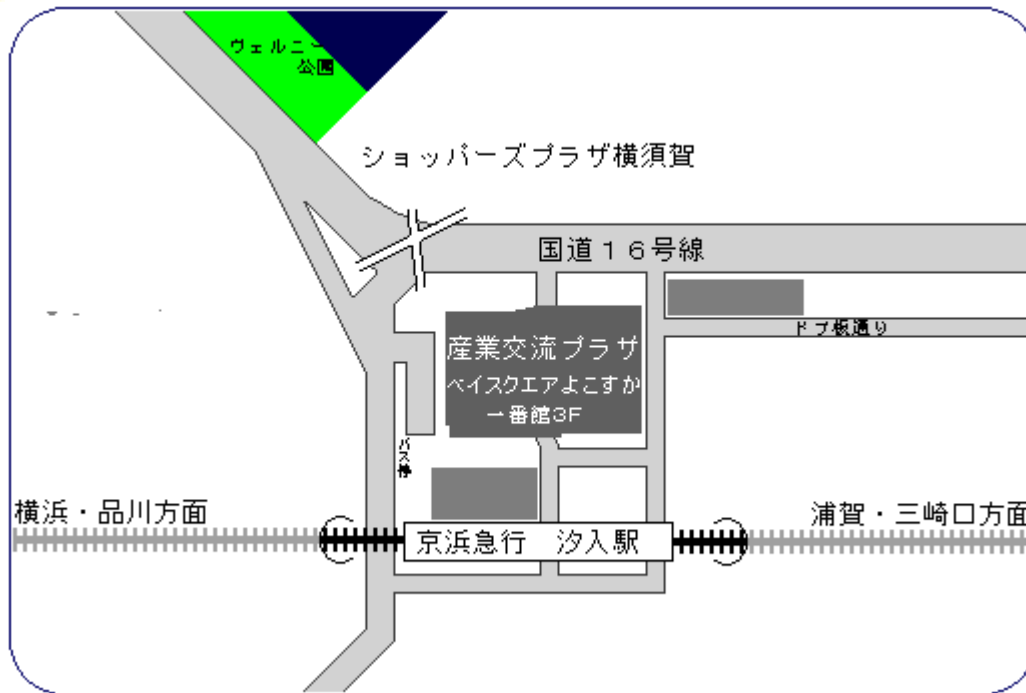 ヴェルニー
公園
ショッパーズプラザ横須賀
国道１６号線
ドブ板通り
産業交流プラザ
ベイスクエアよこすか
一番館3F
バス停
横浜・品川方面
浦賀・三崎口方面
京浜急行　汐入駅